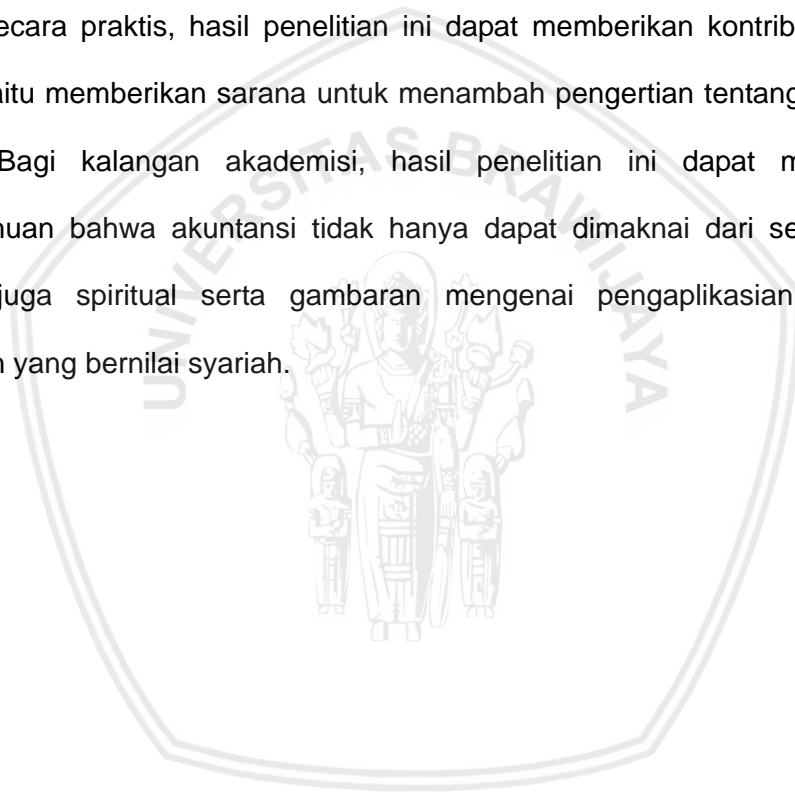 ecara praktis, hasil penelitian ini dapat memberikan kontrib
aitu memberikan sarana untuk menambah pengertian tentang
Bagi kalangan akademisi, hasil penelitian ini dapat m
nuan bahwa akuntansi tidak hanya dapat dimaknai dari se
juga spiritual serta gambaran mengenai pengaplikasian
n yang bernilai syariah.
UNIVERSITAS BRAWIJAYA